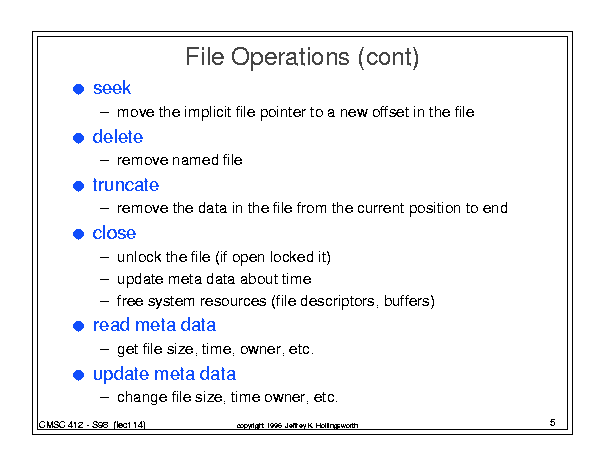 File Operations (cont)
● seek
– move the implicit file pointer to a new offset in the file
● delete
– remove named file
● truncate
– remove the data in the file from the current position to end
● close
– unlock the file (if open locked it)
– update meta data about time
– free system resources (file descriptors, buffers)
● read meta data
– get file size, time, owner, etc.
● update meta data
– change file size, time owner, etc.
CMSC 412 - S98 (lect 14)
copyright 1996 Jeffrey K. Hollingsworth
5